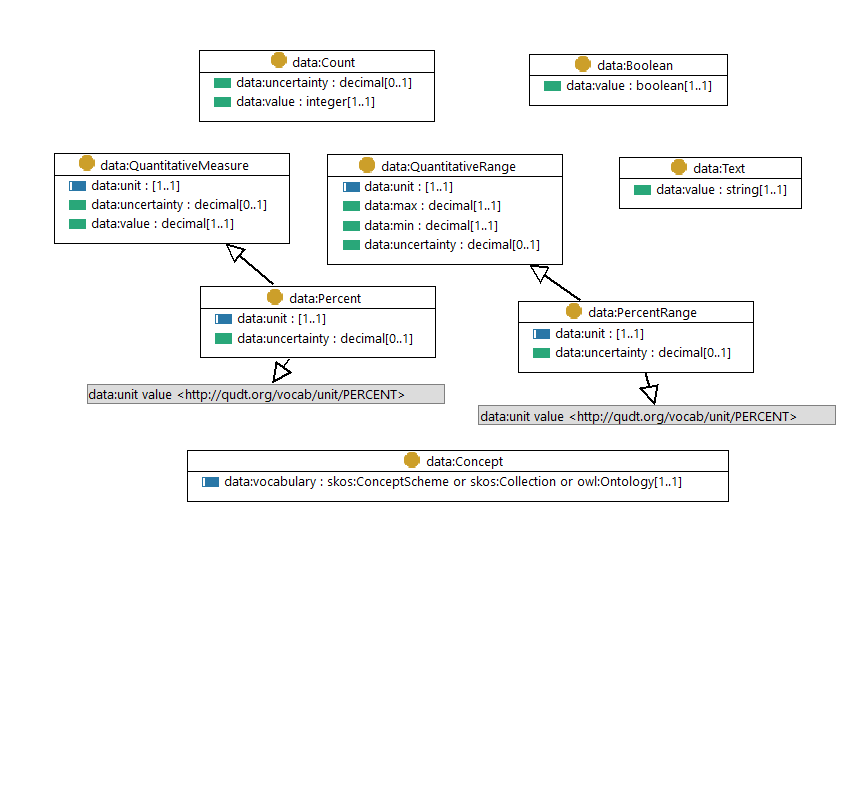 data:Count
data:uncertainty : decimal[0..1]
data:value : integer[1..1]
data:Boolean
data:value : boolean[1..1]
data:QuantitativeMeasure
data:unit : [1..1]
data:uncertainty : decimal[0..1]
data:value : decimal[1..1]
data:QuantitativeRange
data:unit : [1..1]
data:max : decimal[1..1]
data:min : decimal[1..1]
data:uncertainty : decimal[0..1]
data:Text
data:value : string[1..1]
data:Percent
data:unit : [1..1]
data:uncertainty : decimal[0..1]
data:PercentRange
data:unit : [1..1]
data:uncertainty : decimal[0..1]
data:unit value <http://qudt.org/vocab/unit/PERCENT>
data:unit value <http://qudt.org/vocab/unit/PERCENT>
data:Concept
data:vocabulary : skos:ConceptScheme or skos:Collection or owl:Ontology[1..1]